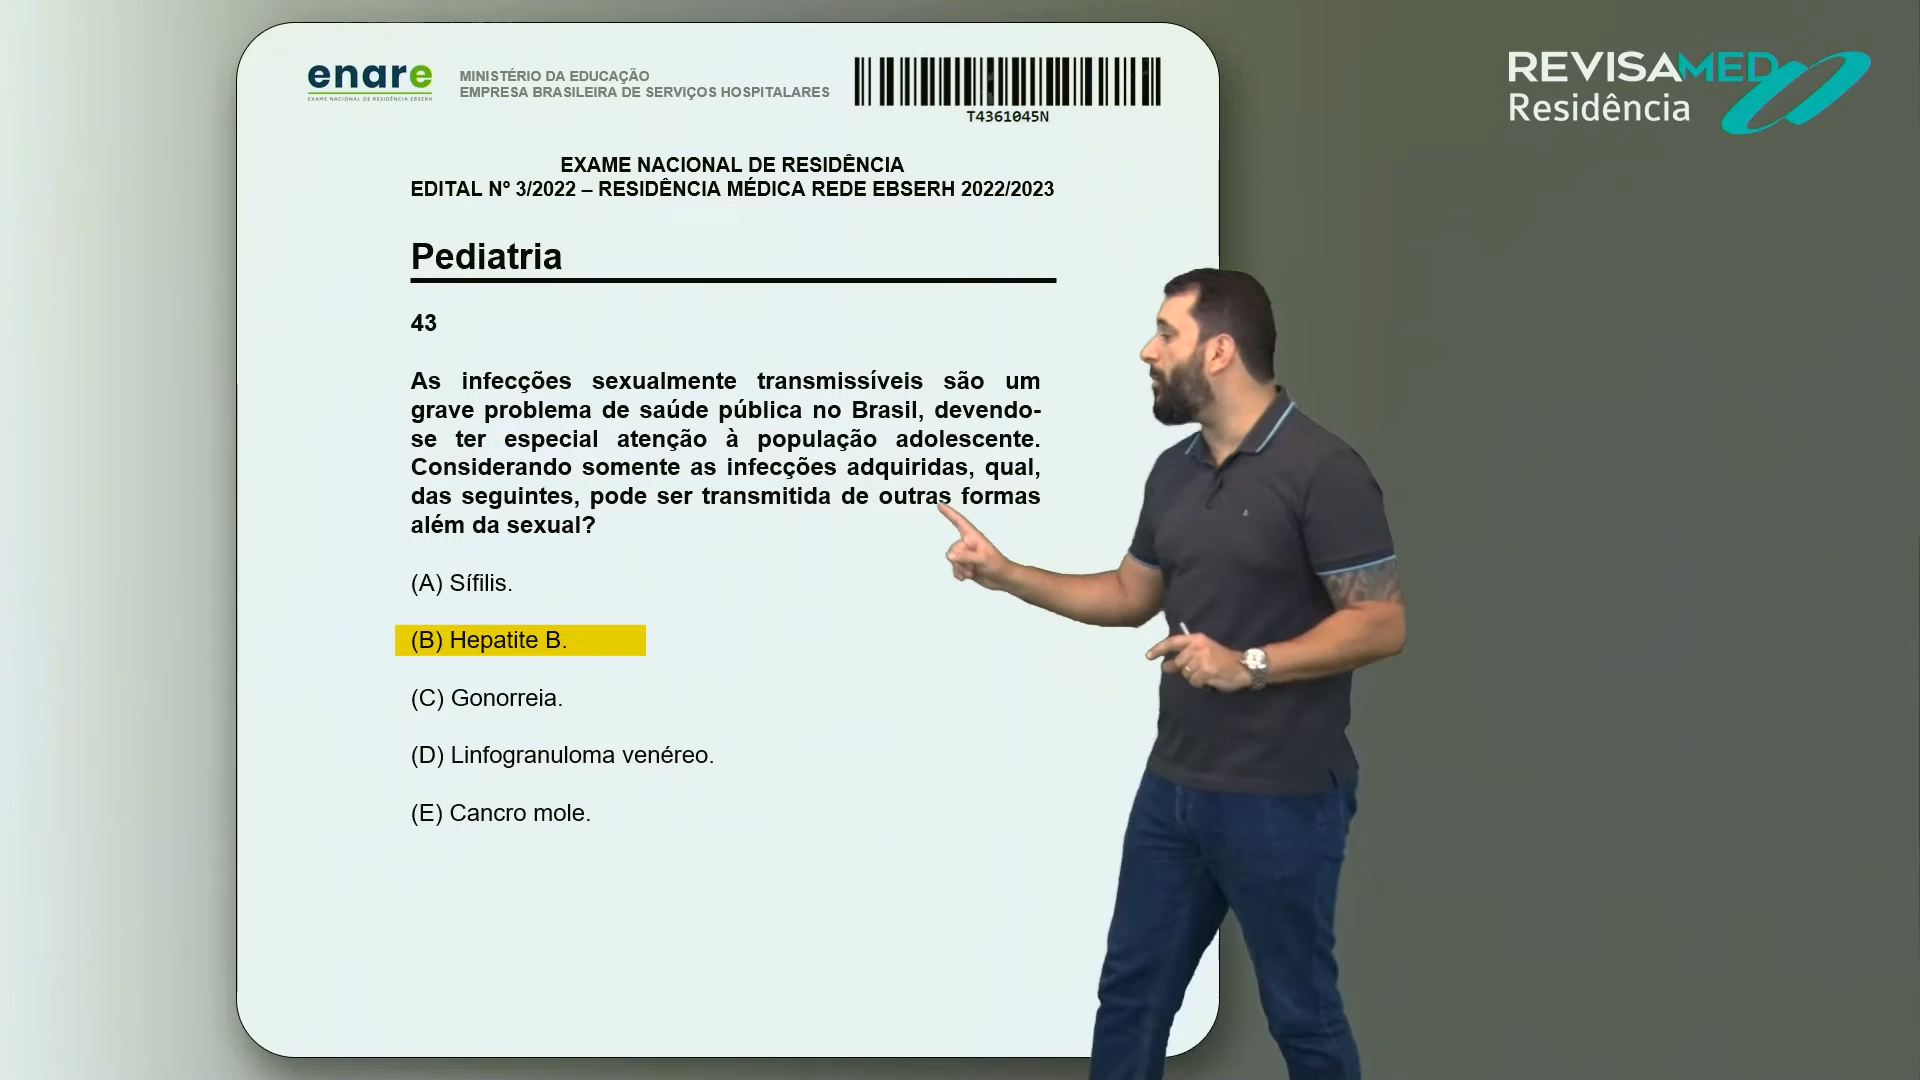 enare
EXAME NACIONAL DE RESIDÊNCIA EBSERH
MINISTÉRIO DA EDUCAÇÃO
EMPRESA BRASILEIRA DE SERVIÇOS HOSPITALARES
T4361045N
REVISAMED
Residência
EXAME NACIONAL DE RESIDÊNCIA
EDITAL Nº 3/2022 – RESIDÊNCIA MÉDICA REDE EBSERH 2022/2023
Pediatria
43
As infecções sexualmente transmissíveis são um
grave problema de saúde pública no Brasil, devendo-
se ter especial atenção à população adolescente.
Considerando somente as infecções adquiridas, qual,
das seguintes, pode ser transmitida de outras formas
além da sexual?
(A) Sífilis.
(B) Hepatite B.
(C) Gonorreia.
(D) Linfogranuloma venéreo.
(E) Cancro mole.